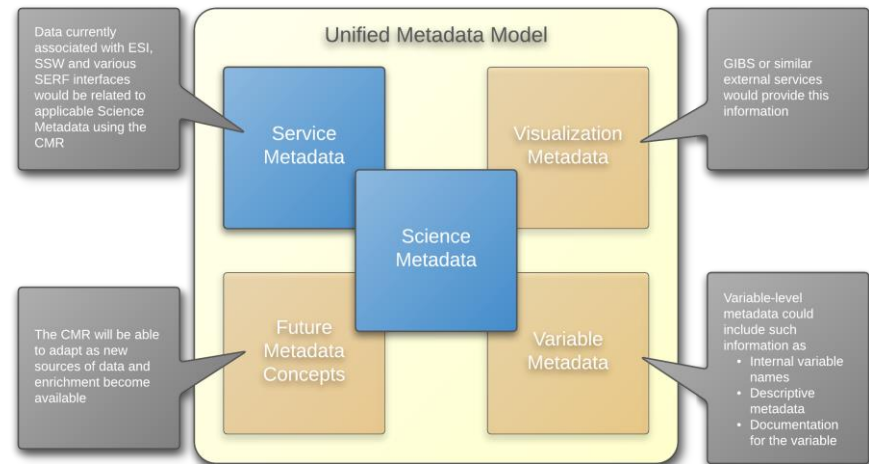 Unified Metadata Model
Data currently
associated with ESI,
SSW and various
SERF interfaces
would be related to
applicable Science
Metadata using the
CMR
Service
Metadata
Visualization
Metadata
GIBS or similar
external services
would provide this
information
Science
Metadata
The CMR will be able
to adapt as new
sources of data and
enrichment become
available
Future
Metadata
Concepts
Variable
Metadata
Variable-level
metadata could
include such
information as
• Internal variable
names
• Descriptive
metadata
• Documentation
for the variable